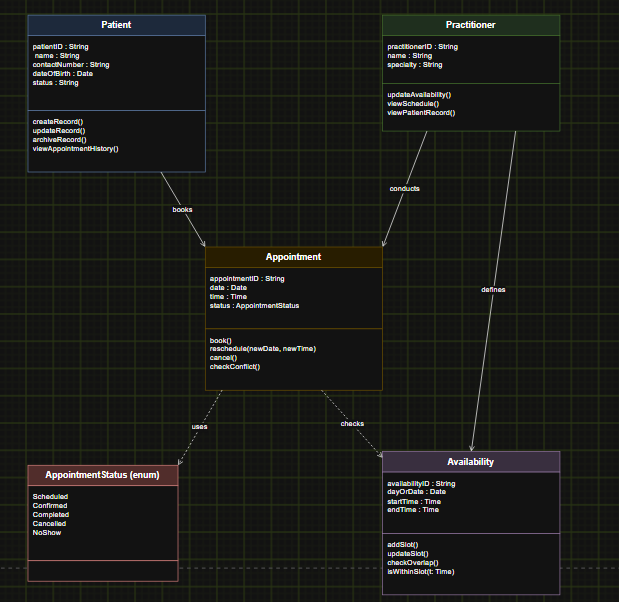 Patient
patientID : String
name : String
contactNumber : String
dateOfBirth : Date
status : String
createRecord()
updateRecord()
archiveRecord()
viewAppointmentHistory()
Practitioner
practitionerID : String
name : String
specialty : String
updateAvailability()
viewSchedule()
viewPatientRecord()
books
conducts
defines
Appointment
appointmentID : String
date : Date
time : Time
status : AppointmentStatus
book()
reschedule(newDate, newTime)
cancel()
checkConflict()
uses
checks
AppointmentStatus (enum)
Scheduled
Confirmed
Completed
Cancelled
NoShow
Availability
availabilityID : String
dayOrDate : Date
startTime : Time
endTime : Time
addSlot()
updateSlot()
checkOverlap()
isWithinSlot(t: Time)